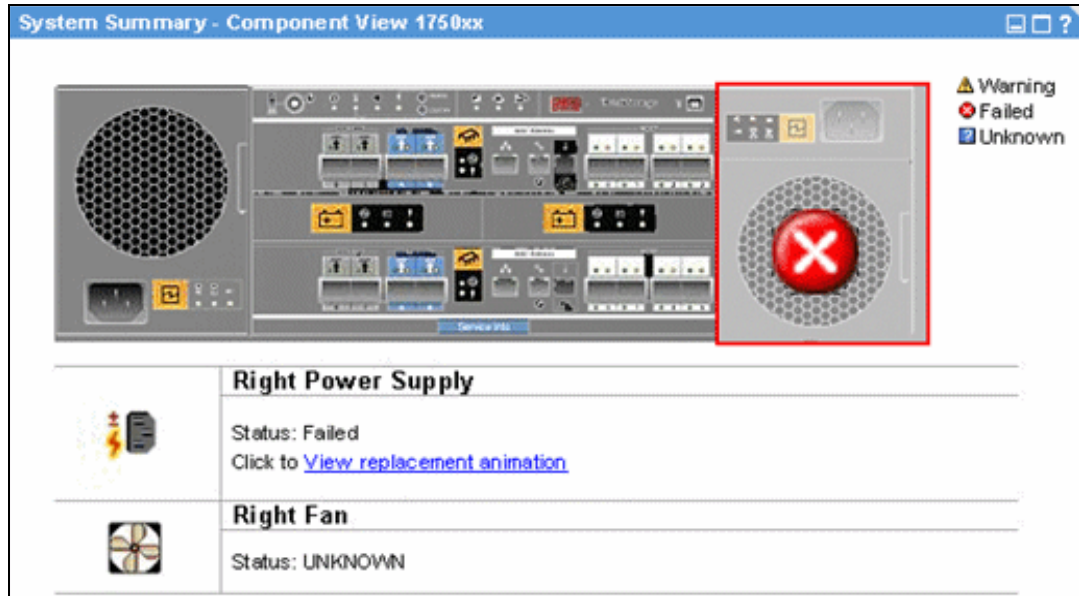 System Summary - Component View 1750xx
Warning
Failed
Unknown
Service Info
Right Power Supply
Status: Failed
Click to View replacement animation
Right Fan
Status: UNKNOWN